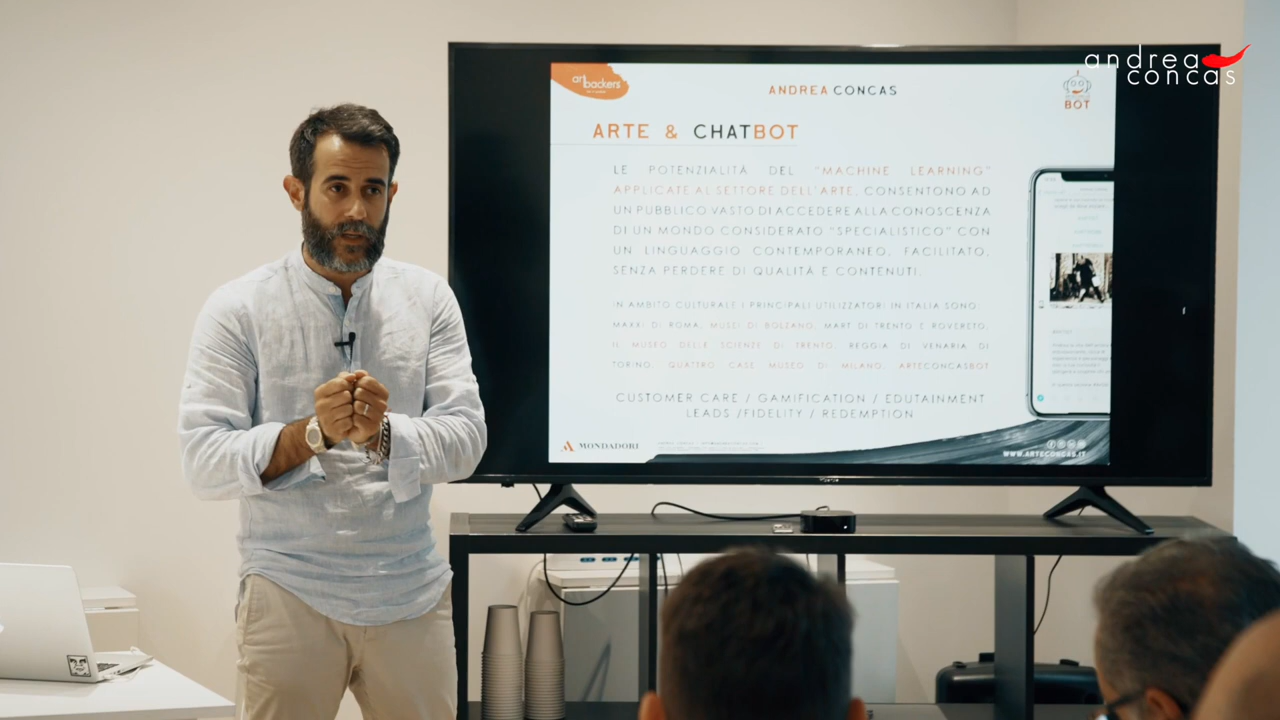 andrea
concas
art
backers
ANDREA CONCAS
BOT
ARTE & CHATBOT
LE POTENZIALITÀ DEL "MACHINE LEARNING"
APPLICATE AL SETTORE DELL'ARTE, CONSENTONO AD
UN PUBBLICO VASTO DI ACCEDERE ALLA CONOSCENZA
DI UN MONDO CONSIDERATO "SPECIALISTICO" CON
UN LINGUAGGIO CONTEMPORANEO, FACILITATO,
SENZA PERDERE DI QUALITÀ E CONTENUTI.
IN AMBITO CULTURALE I PRINCIPALI UTILIZZATORI IN ITALIA SONO:
MAXXI DI ROMA, MUSEI DI BOLZANO, MART DI TRENTO E ROVERETO,
IL MUSEO DELLE SCIENZE DI TRENTO, REGGIA DI VENARIA DI
TORINO, QUATTRO CASE MUSEO DI MILANO, ARTECONCASBOT
CUSTOMER CARE / GAMIFICATION / EDUTAINMENT
LEADS /FIDELITY / REDEMPTION
MONDADORI
WWW.ARTECONCAS.IT